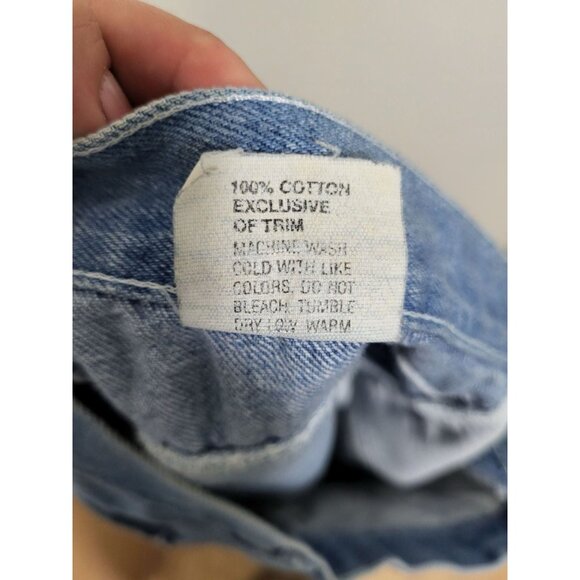 100% COTTON
EXCLUSIVE
OF TRIM
MACHINE WASH
COLD WITH LIKE
COLORS. DO NOT
BLEACH. TUMBLE
DRY LOW. WARM